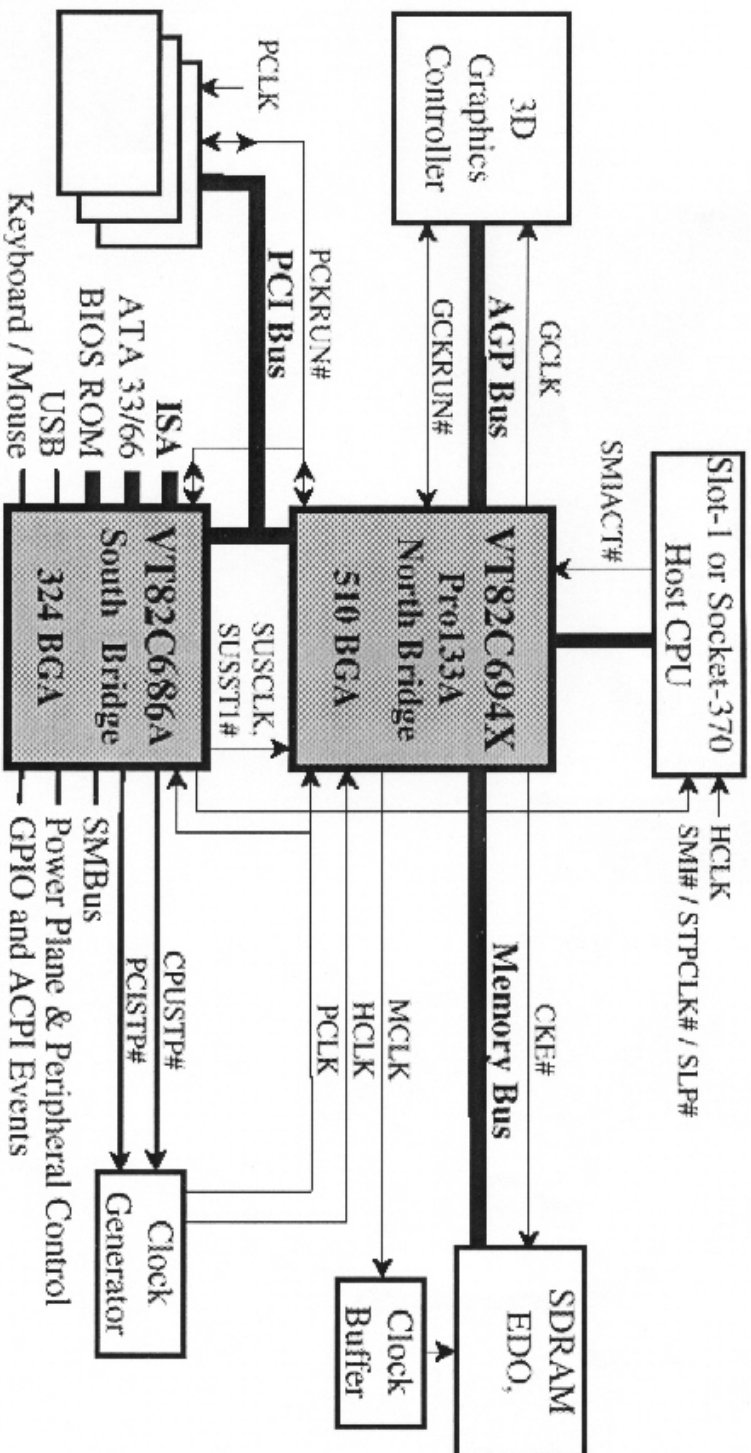 Slot-1 or Socket-370
Host CPU
HCLK
SMI# / STPCLK# / SLP#
SMIACT#
3D
Graphics
Controller
GCLK
AGP Bus
GCKRUN#
VT82C694X
Pro133A
North Bridge
510 BGA
CKE#
Memory Bus
SDRAM
EDO,
MCLK
HCLK
PCLK
Clock
Buffer
PCLK
PCKRUN#
PCI Bus
SUSCLK,
SUSST1#
ISA
ATA 33/66
BIOS ROM
USB
Keyboard / Mouse
VT82C686A
South Bridge
324 BGA
CPUSTP#
PCISTP#
Clock
Generator
SMBus
Power Plane & Peripheral Control
GPIO and ACPI Events